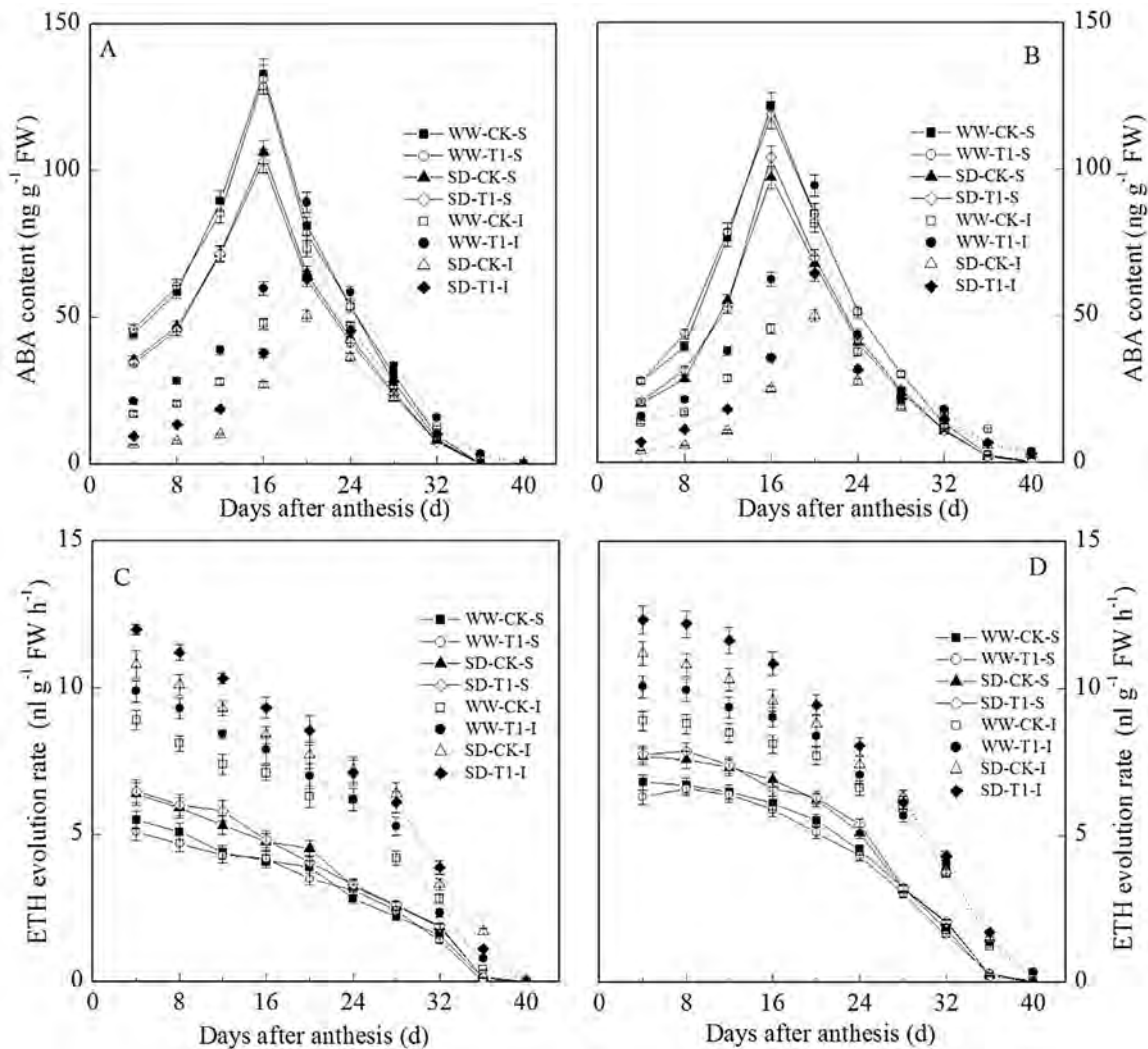 150
100
50
0
ABA content (ng g⁻¹ FW)
A
WW-CK-S
WW-T1-S
SD-CK-S
SD-T1-S
WW-CK-I
WW-T1-I
SD-CK-I
SD-T1-I
0 8 16 24 32 40
Days after anthesis (d)
B
WW-CK-S
WW-T1-S
SD-CK-S
SD-T1-S
WW-CK-I
WW-T1-I
SD-CK-I
SD-T1-I
150
100
50
0
ABA content (ng g⁻¹ FW)
0 8 16 24 32 40
Days after anthesis (d)
15
10
5
0
ETH evolution rate (nl g⁻¹ FW h⁻¹)
C
WW-CK-S
WW-T1-S
SD-CK-S
SD-T1-S
WW-CK-I
WW-T1-I
SD-CK-I
SD-T1-I
0 8 16 24 32 40
Days after anthesis (d)
D
WW-CK-S
WW-T1-S
SD-CK-S
SD-T1-S
WW-CK-I
WW-T1-I
SD-CK-I
SD-T1-I
15
10
5
0
ETH evolution rate (nl g⁻¹ FW h⁻¹)
0 8 16 24 32 40
Days after anthesis (d)